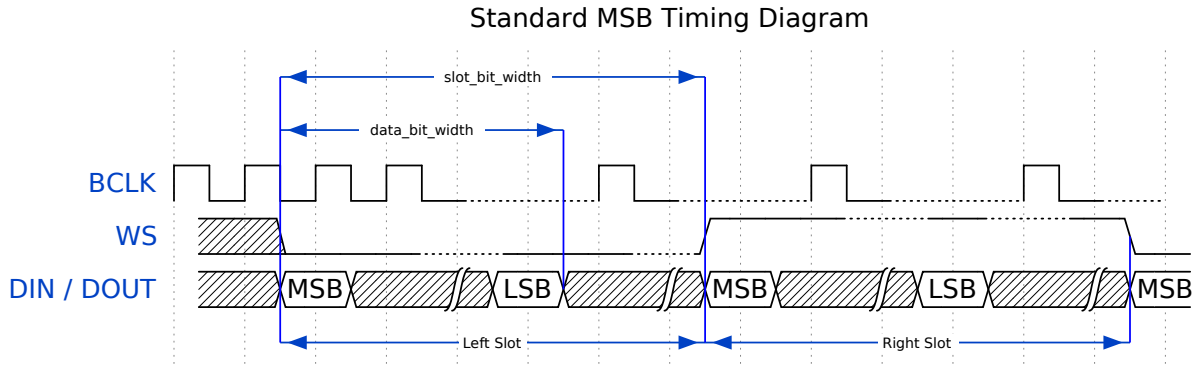 Standard MSB Timing Diagram
slot_bit_width
data_bit_width
BCLK
WS
DIN / DOUT MSB LSB MSB LSB MSB
Left Slot Right Slot